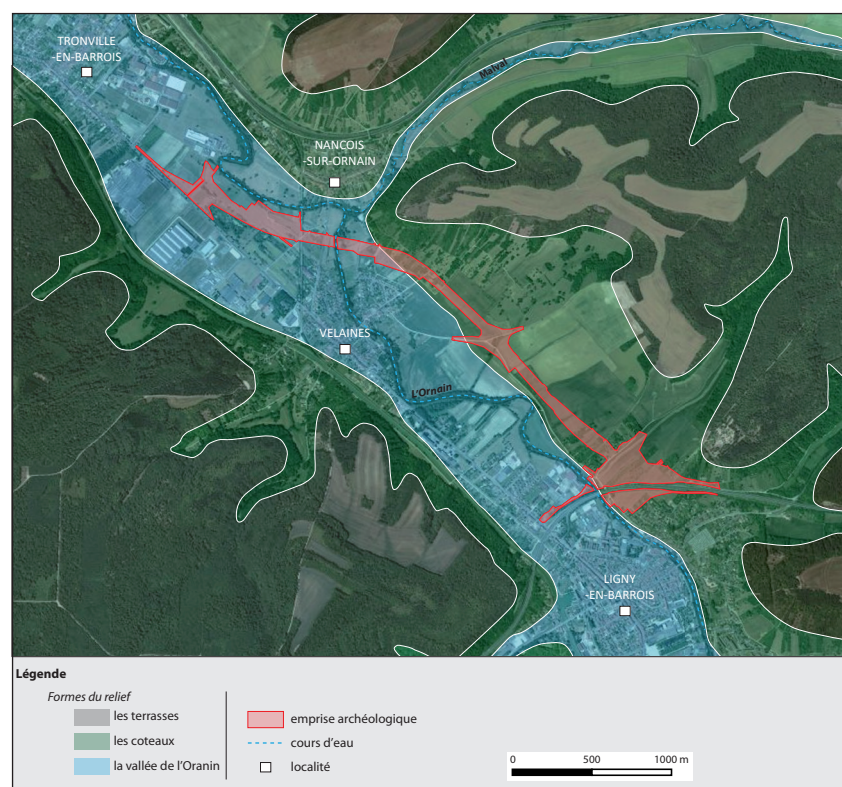 TRONVILLE
-EN-BARROIS
Malval
NANCOIS
-SUR-ORNAIN
VELAINES
L'Ornain
LIGNY
-EN-BARROIS
Légende
Formes du relief
les terrasses
les coteaux
la vallée de l'Oranin
emprise archéologique
cours d'eau
localité
0 500 1000 m